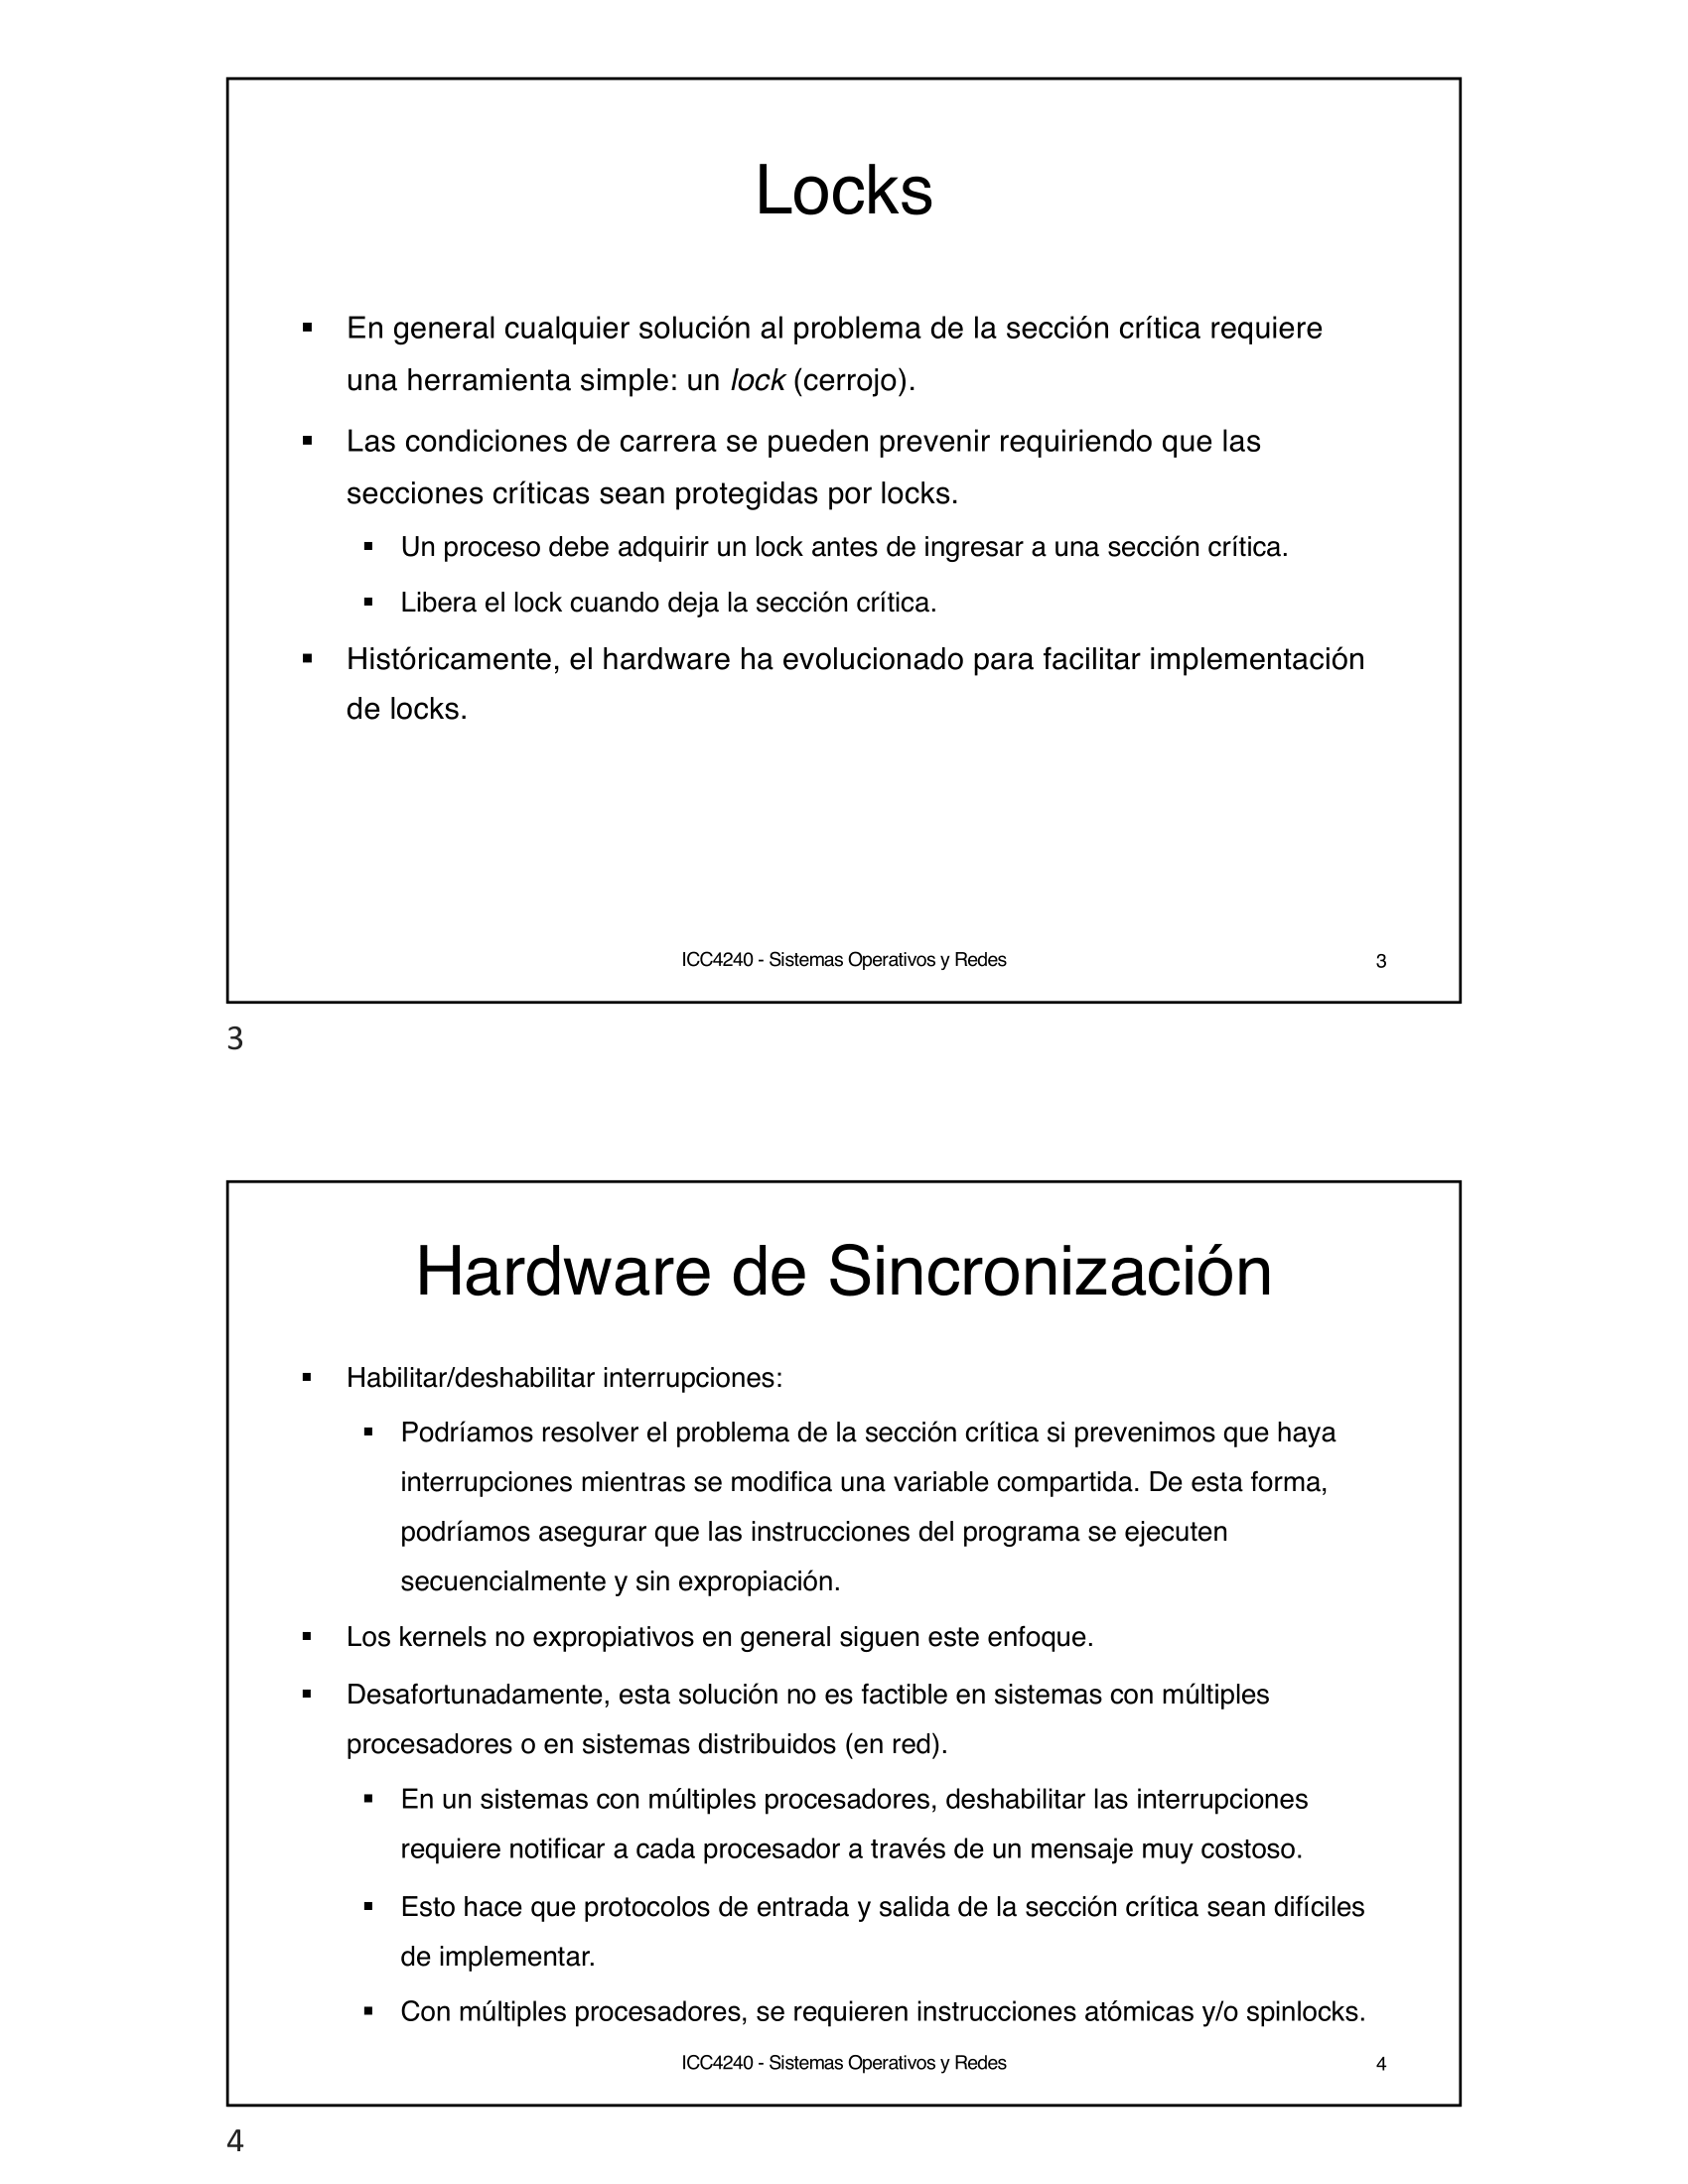 Locks
▪ En general cualquier solución al problema de la sección crítica requiere
una herramienta simple: un lock (cerrojo).
▪ Las condiciones de carrera se pueden prevenir requiriendo que las
secciones críticas sean protegidas por locks.
▪ Un proceso debe adquirir un lock antes de ingresar a una sección crítica.
▪ Libera el lock cuando deja la sección crítica.
▪ Históricamente, el hardware ha evolucionado para facilitar implementación
de locks.
ICC4240 - Sistemas Operativos y Redes 3
3
Hardware de Sincronización
▪ Habilitar/deshabilitar interrupciones:
▪ Podríamos resolver el problema de la sección crítica si prevenimos que haya
interrupciones mientras se modifica una variable compartida. De esta forma,
podríamos asegurar que las instrucciones del programa se ejecuten
secuencialmente y sin expropiación.
▪ Los kernels no expropiativos en general siguen este enfoque.
▪ Desafortunadamente, esta solución no es factible en sistemas con múltiples
procesadores o en sistemas distribuidos (en red).
▪ En un sistemas con múltiples procesadores, deshabilitar las interrupciones
requiere notificar a cada procesador a través de un mensaje muy costoso.
▪ Esto hace que protocolos de entrada y salida de la sección crítica sean difíciles
de implementar.
▪ Con múltiples procesadores, se requieren instrucciones atómicas y/o spinlocks.
ICC4240 - Sistemas Operativos y Redes 4
4